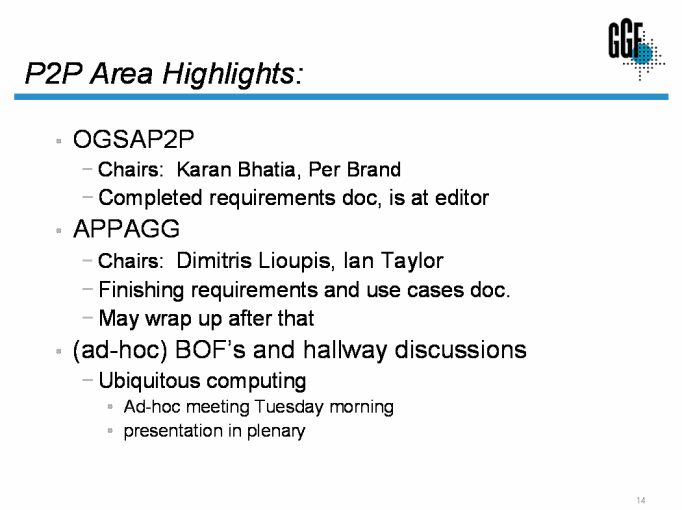 GGF
P2P Area Highlights:
OGSAP2P
– Chairs: Karan Bhatia, Per Brand
– Completed requirements doc, is at editor
APPAGG
– Chairs: Dimitris Lioupis, Ian Taylor
– Finishing requirements and use cases doc.
– May wrap up after that
(ad-hoc) BOF's and hallway discussions
– Ubiquitous computing
Ad-hoc meeting Tuesday morning
presentation in plenary
14